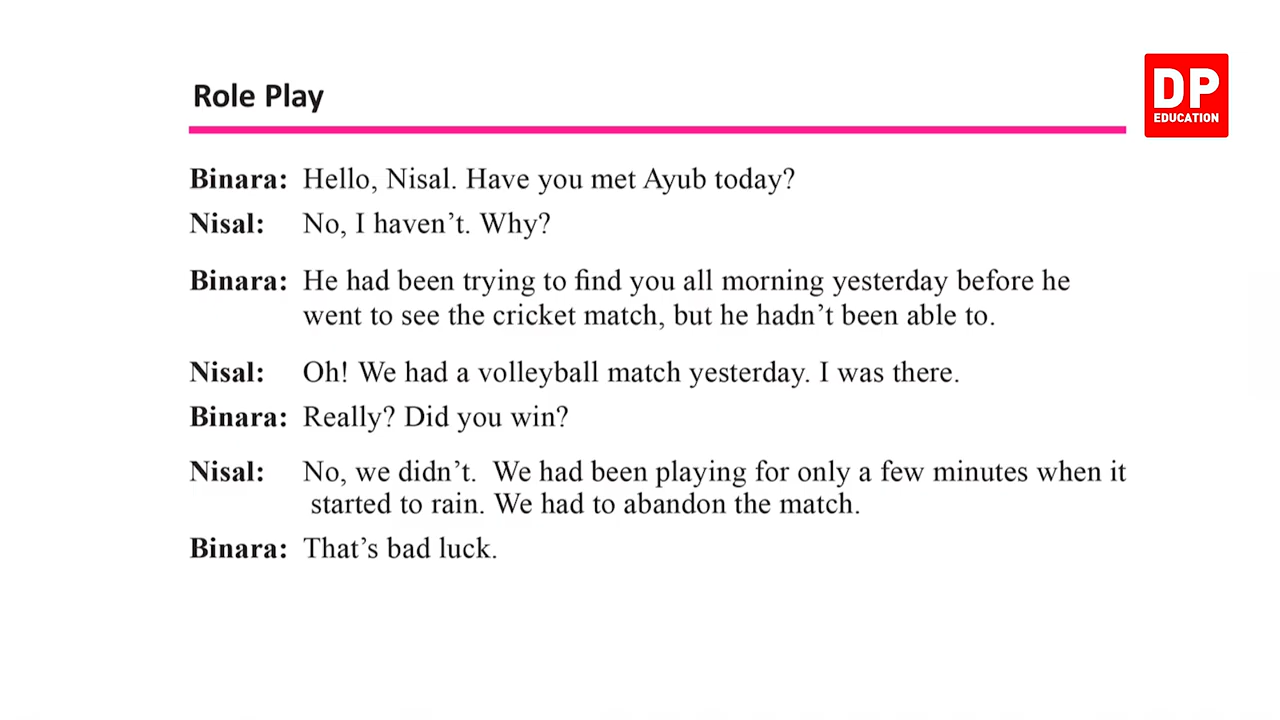 Role Play
DP
EDUCATION
Binara: Hello, Nisal. Have you met Ayub today?
Nisal: No, I haven’t. Why?
Binara: He had been trying to find you all morning yesterday before he
went to see the cricket match, but he hadn’t been able to.
Nisal: Oh! We had a volleyball match yesterday. I was there.
Binara: Really? Did you win?
Nisal: No, we didn’t. We had been playing for only a few minutes when it
started to rain. We had to abandon the match.
Binara: That’s bad luck.